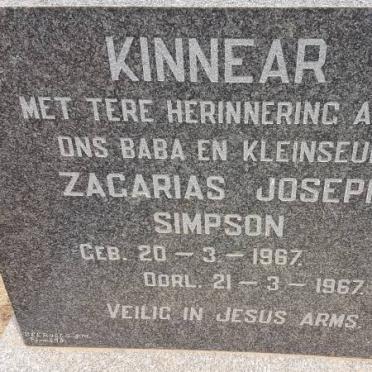 KINNEAR
MET TERE HERINNERING A
ONS BABA EN KLEINSEU
ZACARIAS JOSEP
SIMPSON
GEB. 20 – 3 – 1967.
OORL. 21 – 3 – 1967.
VEILIG IN JESUS ARMS.